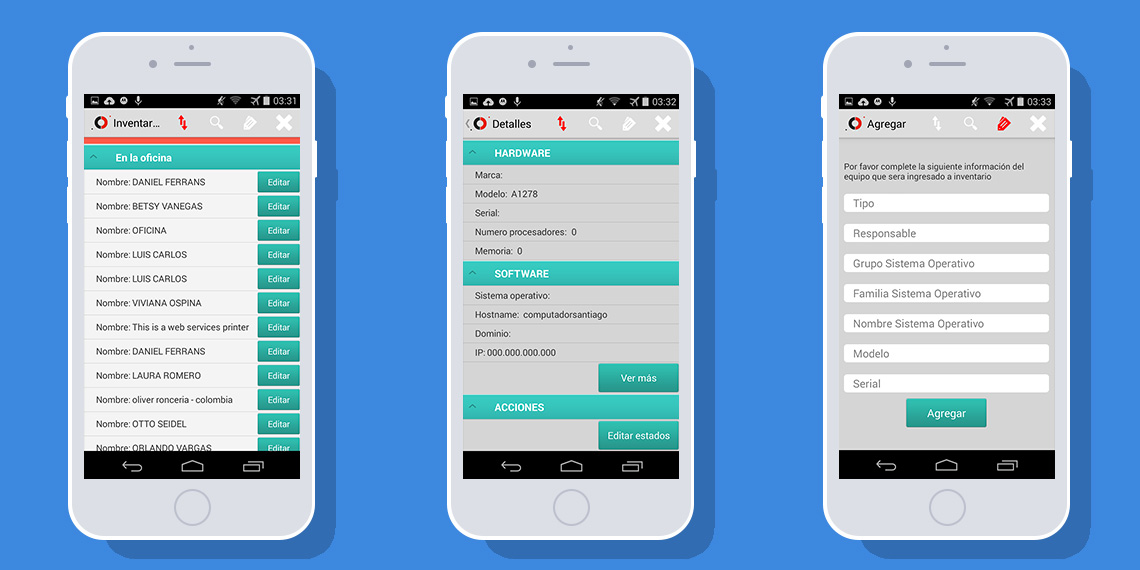 03:31
Inventar...
En la oficina
Nombre: DANIEL FERRANS Editar
Nombre: BETSY VANEGAS Editar
Nombre: OFICINA Editar
Nombre: LUIS CARLOS Editar
Nombre: LUIS CARLOS Editar
Nombre: VIVIANA OSPINA Editar
Nombre: This is a web services printer Editar
Nombre: DANIEL FERRANS Editar
Nombre: LAURA ROMERO Editar
Nombre: oliver ronceria - colombia Editar
Nombre: OTTO SEIDEL Editar
Nombre: ORLANDO VARGAS Editar
03:32
Detalles
HARDWARE
Marca:
Modelo: A1278
Serial:
Numero procesadores: 0
Memoria: 0
SOFTWARE
Sistema operativo:
Hostname: computadorsantiago
Dominio:
IP: 000.000.000.000
Ver más
ACCIONES
Editar estados
03:33
Agregar
Por favor complete la siguiente información del
equipo que sera ingresado a inventario
Tipo
Responsable
Grupo Sistema Operativo
Familia Sistema Operativo
Nombre Sistema Operativo
Modelo
Serial
Agregar